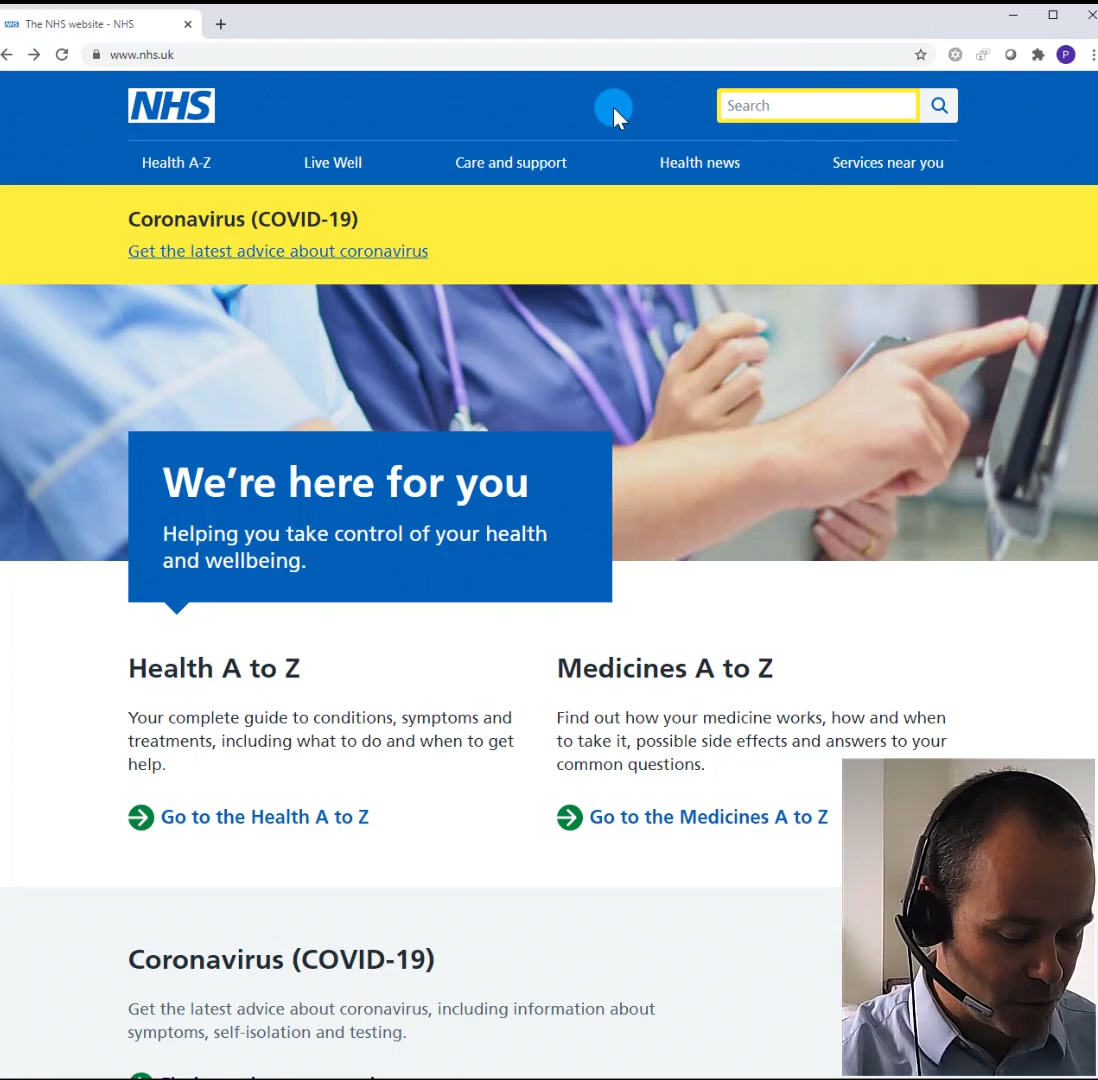 NHS The NHS website - NHS
www.nhs.uk
P
NHS
Search
Health A-Z Live Well Care and support Health news Services near you
Coronavirus (COVID-19)
Get the latest advice about coronavirus
We’re here for you
Helping you take control of your health
and wellbeing.
Health A to Z
Your complete guide to conditions, symptoms and
treatments, including what to do and when to get
help.
Go to the Health A to Z
Medicines A to Z
Find out how your medicine works, how and when
to take it, possible side effects and answers to your
common questions.
Go to the Medicines A to Z
Coronavirus (COVID-19)
Get the latest advice about coronavirus, including information about
symptoms, self-isolation and testing.